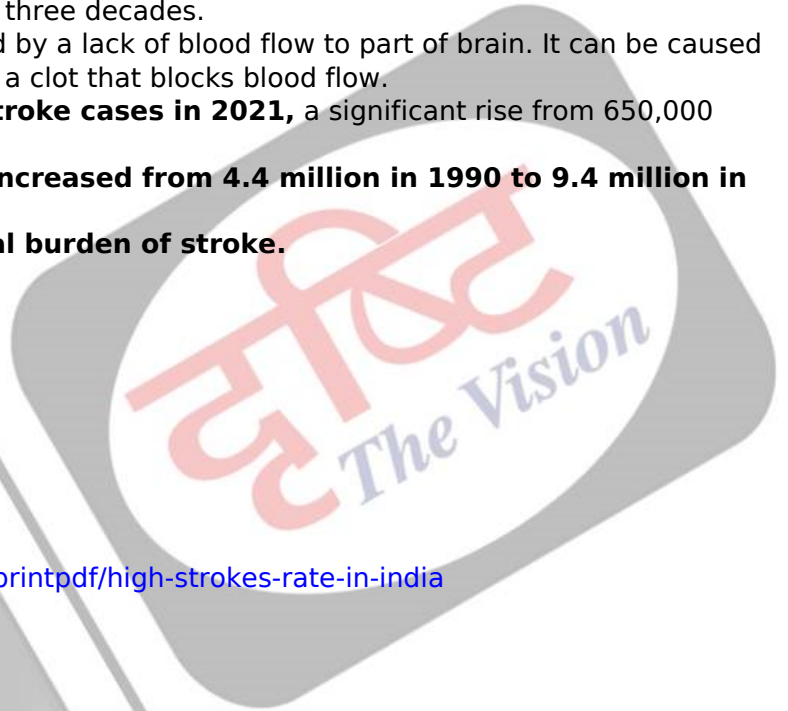 three decades.
d by a lack of blood flow to part of brain. It can be caused
a clot that blocks blood flow.
troke cases in 2021, a significant rise from 650,000
ncreased from 4.4 million in 1990 to 9.4 million in
al burden of stroke.
दृष्टि
The Vision
printpdf/high-strokes-rate-in-india